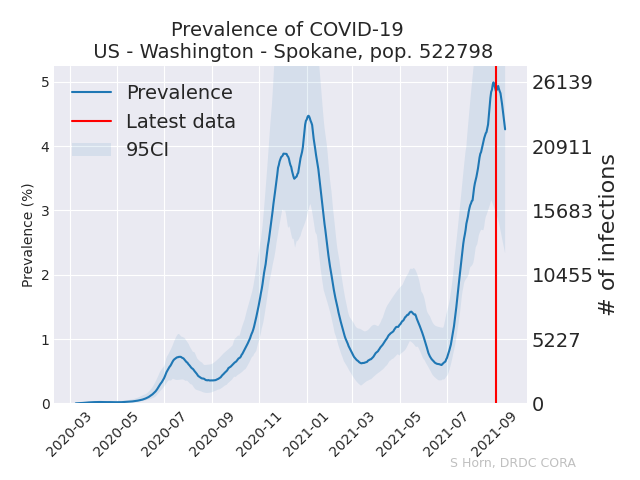 Prevalence of COVID-19
US - Washington - Spokane, pop. 522798
Prevalence
Latest data
95CI
Prevalence (%)
5
4
3
2
1
0
26139
20911
15683
10455
5227
0
# of infections
2020-03
2020-05
2020-07
2020-09
2020-11
2021-01
2021-03
2021-05
2021-07
2021-09
S Horn, DRDC CORA